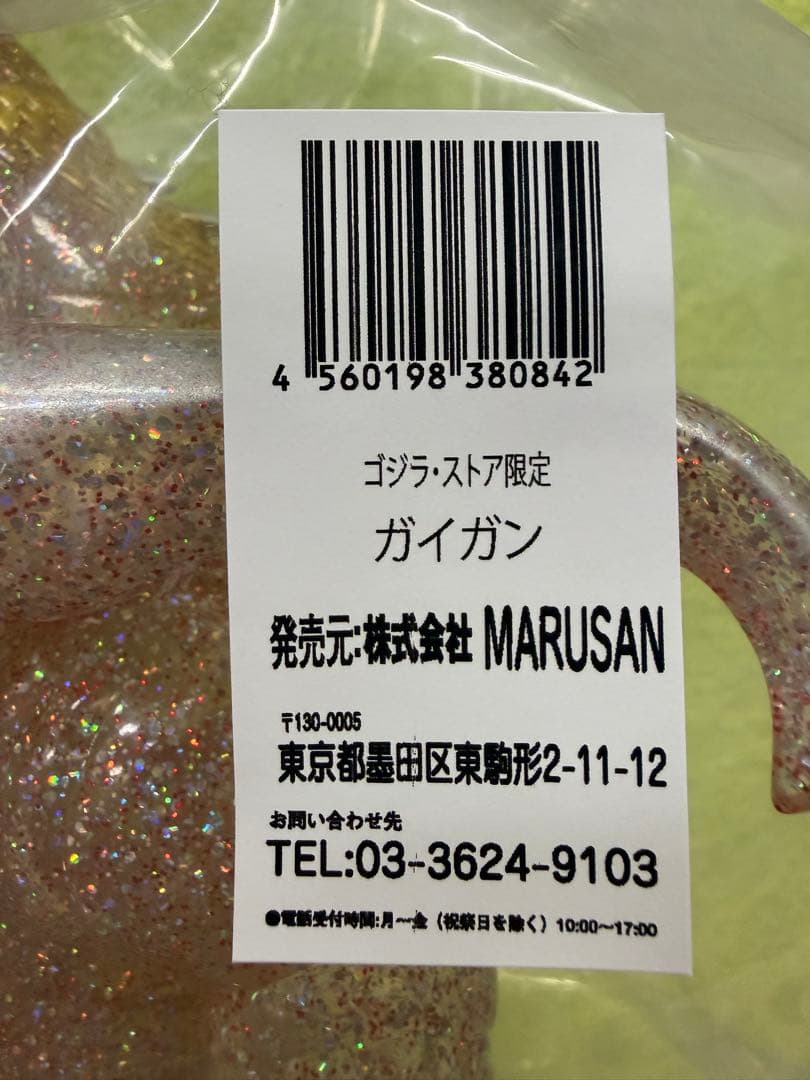 4 560198 380842
ゴジラ・ストア限定
ガイガン
発売元:株式会社 MARUSAN
〒130-0005
東京都墨田区東駒形2-11-12
お問い合わせ先
TEL:03-3624-9103
●電話受付時間:月〜金（祝祭日を除く）10:00〜17:00